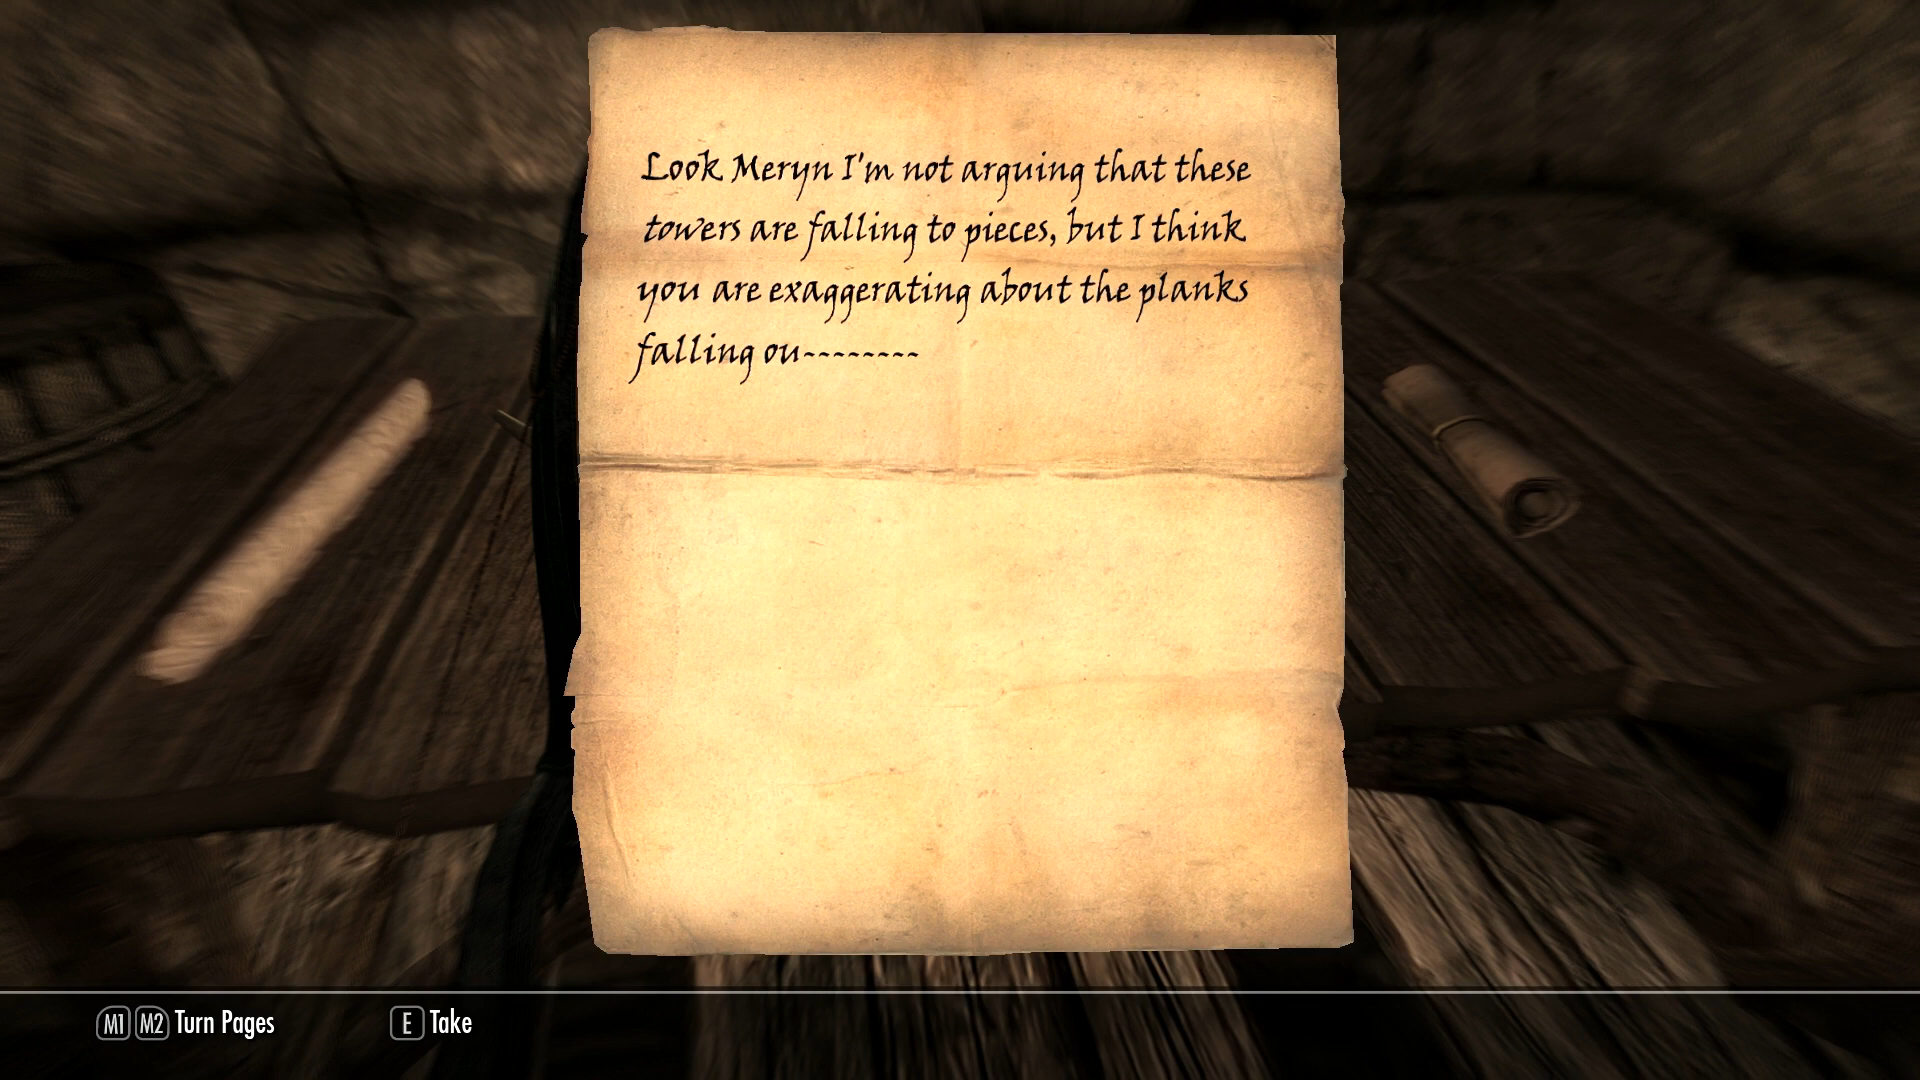 Look Meryn I'm not arguing that these
towers are falling to pieces, but I think
you are exaggerating about the planks
falling ou--------
M1 M2 Turn Pages
E Take